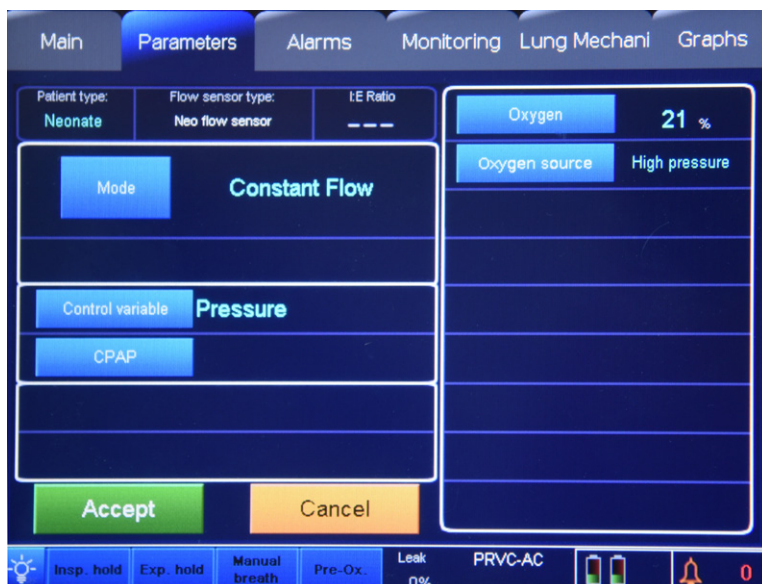 Main
Parameters
Alarms
Monitoring
Lung Mechani
Graphs
Patient type:
Neonate
Flow sensor type:
Neo flow sensor
I:E Ratio
---
Mode
Constant Flow
Control variable
Pressure
CPAP
Accept
Cancel
Oxygen
21 %
Oxygen source
High pressure
Insp. hold
Exp. hold
Manual
breath
Pre-Ox.
Leak
0%
PRVC-AC
0